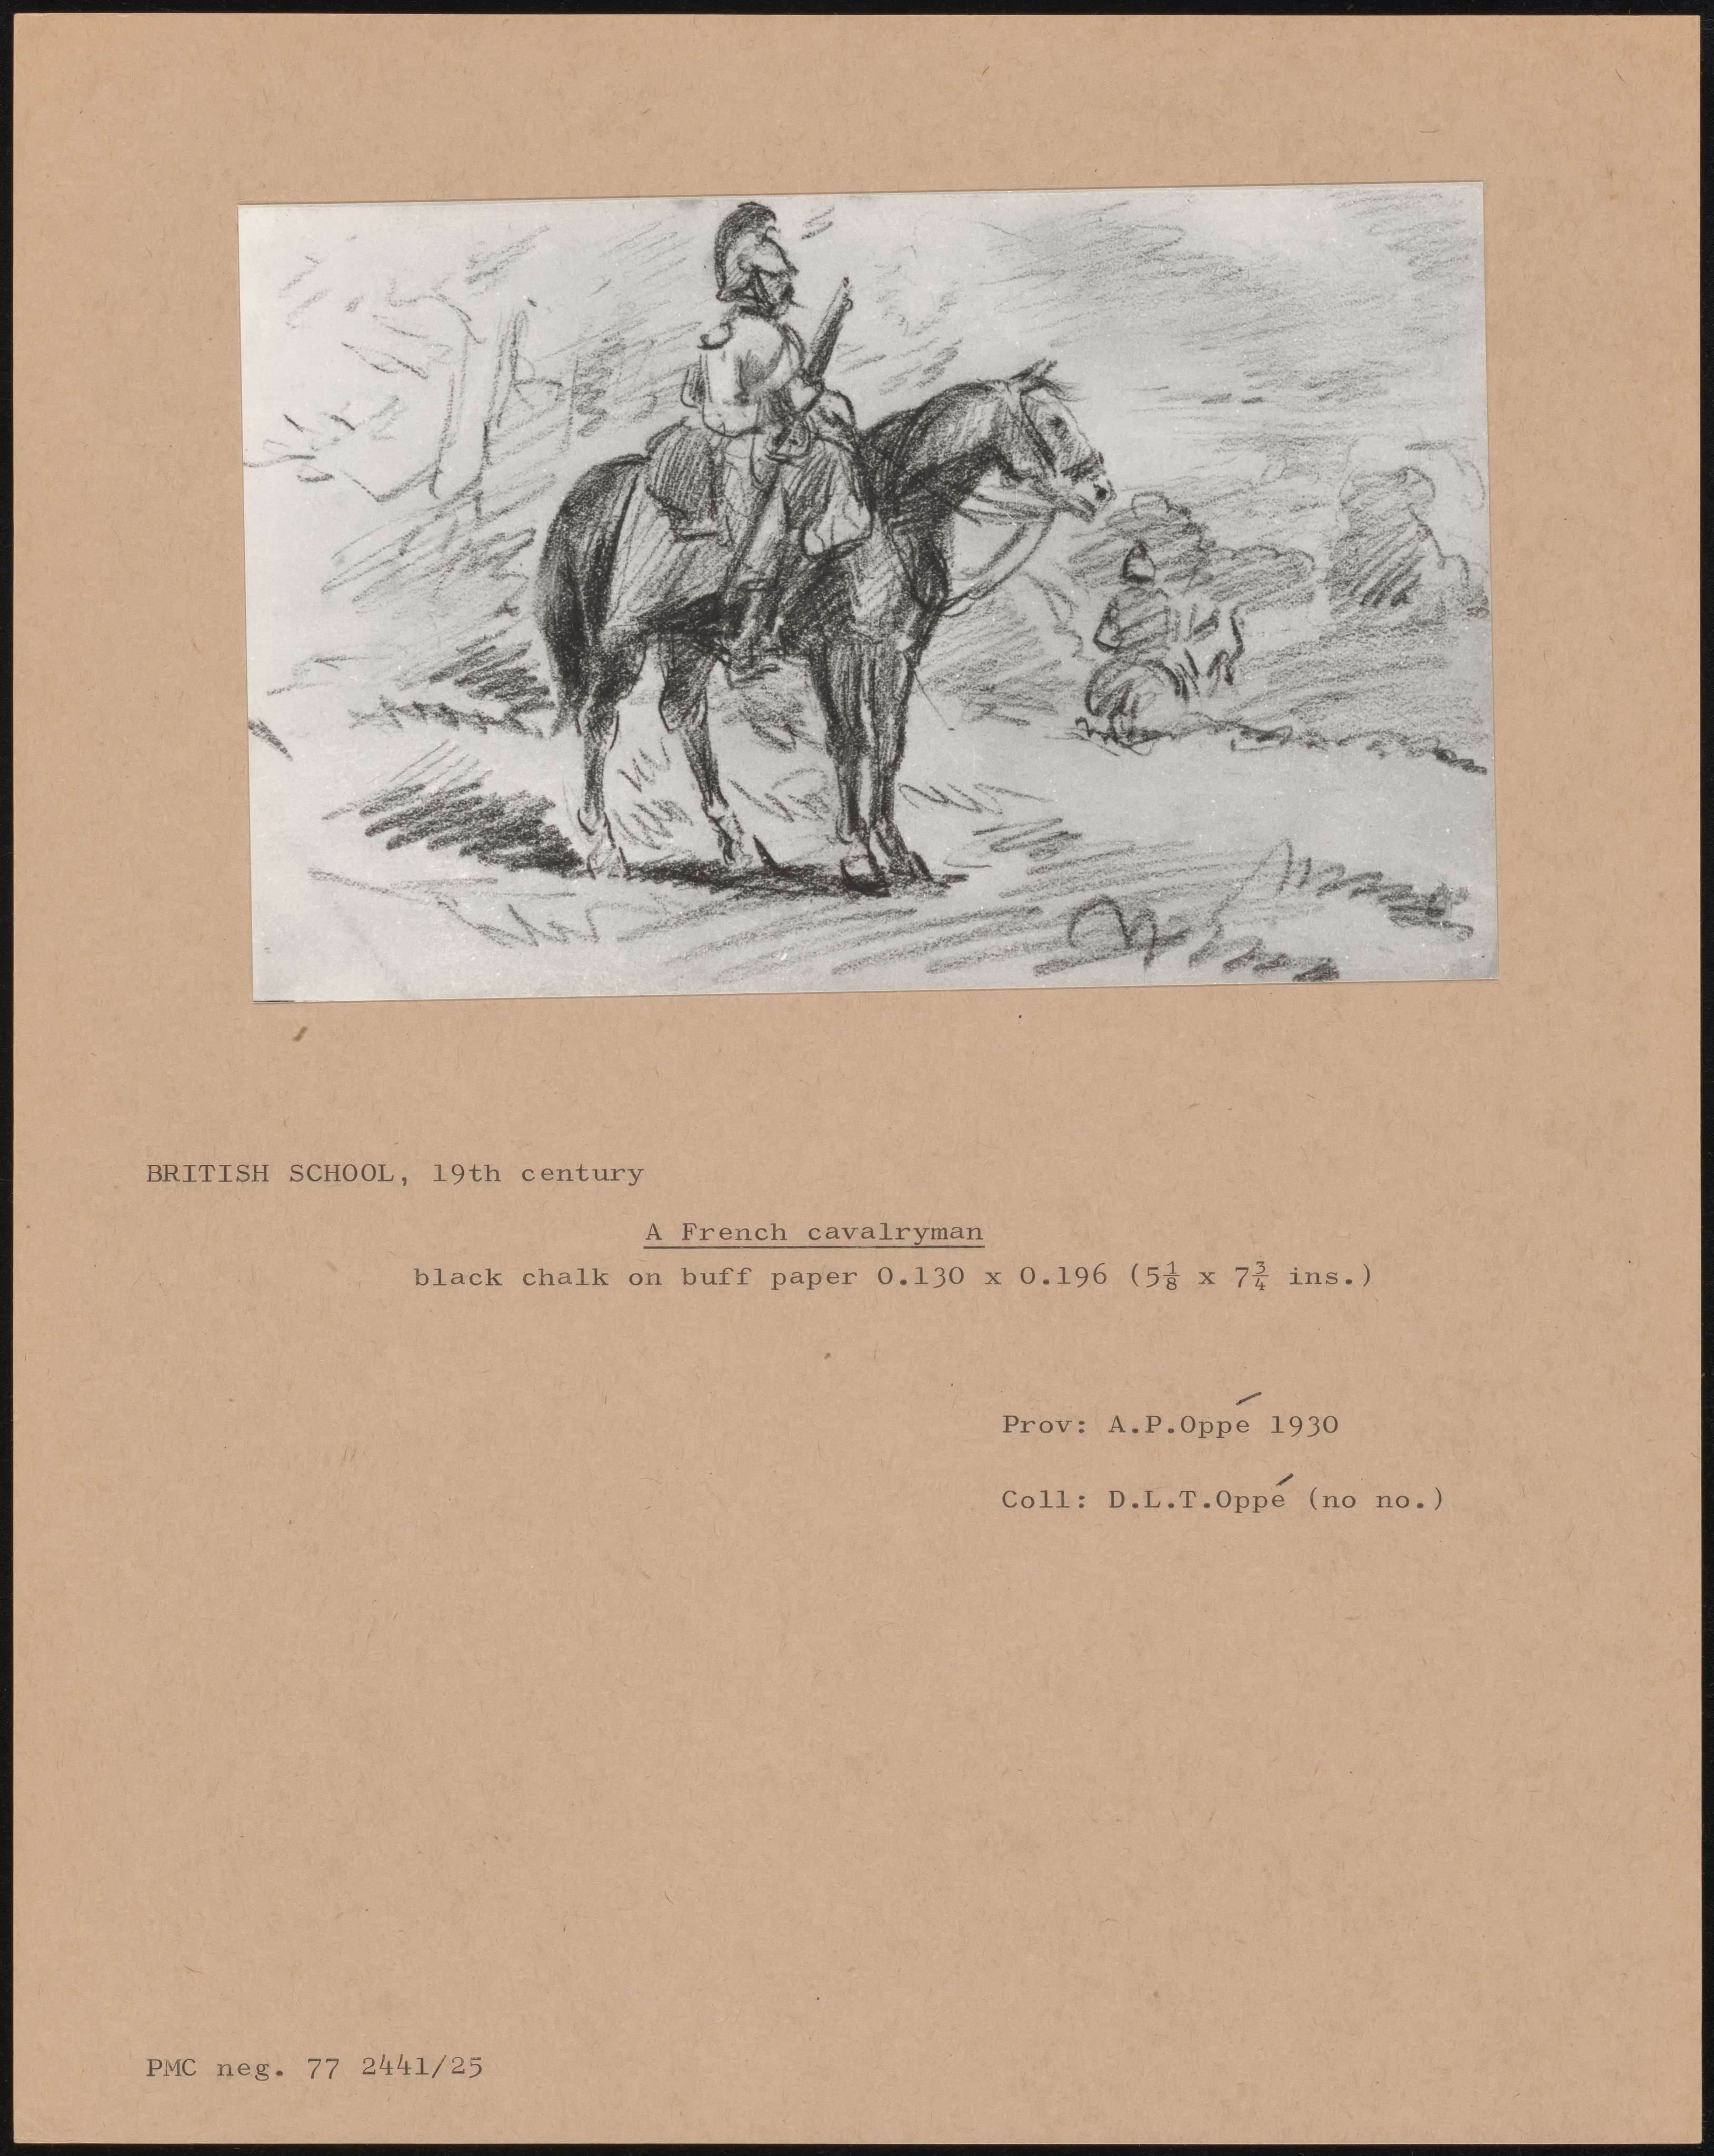 BRITISH SCHOOL, 19th century
A French cavalryman
black chalk on buff paper 0.130 x 0.196 (5⅛ x 7¾ ins.)
Prov: A.P.Oppé 1930
Coll: D.L.T.Oppé (no no.)
PMC neg. 77 2441/25